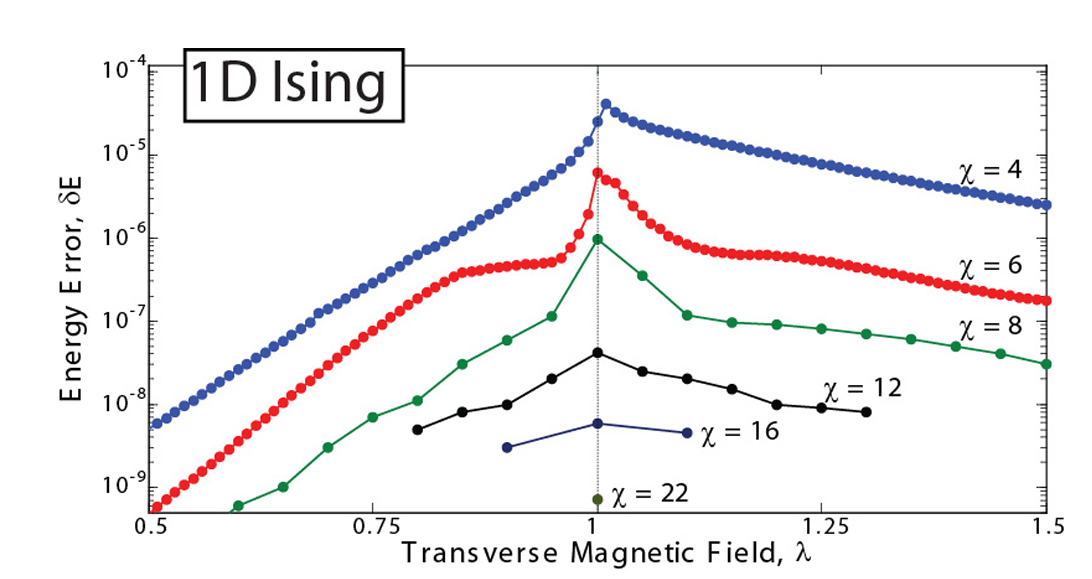 1D Ising
10⁻⁴
10⁻⁵
10⁻⁶
10⁻⁷
10⁻⁸
10⁻⁹
Energy Error, δE
χ = 4
χ = 6
χ = 8
χ = 12
χ = 16
χ = 22
0.5 0.75 1 1.25 1.5
Transverse Magnetic Field, λ